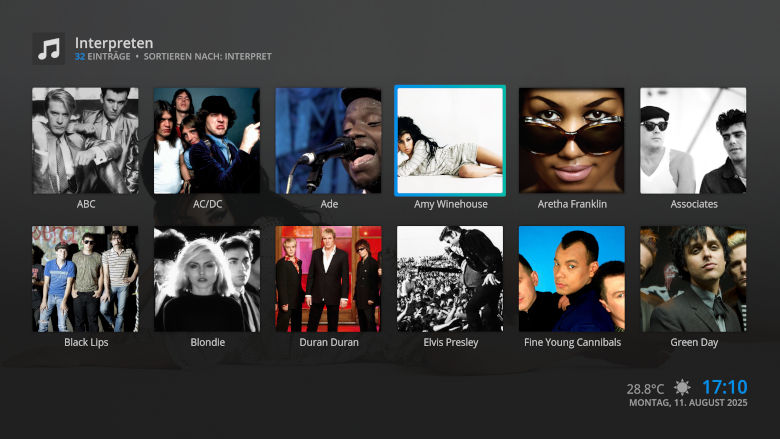 Interpreten
32 EINTRÄGE • SORTIEREN NACH: INTERPRET
ABC
AC/DC
Ade
Amy Winehouse
Aretha Franklin
Associates
Black Lips
Blondie
Duran Duran
Elvis Presley
Fine Young Cannibals
Green Day
28.8°C 17:10
MONTAG, 11. AUGUST 2025